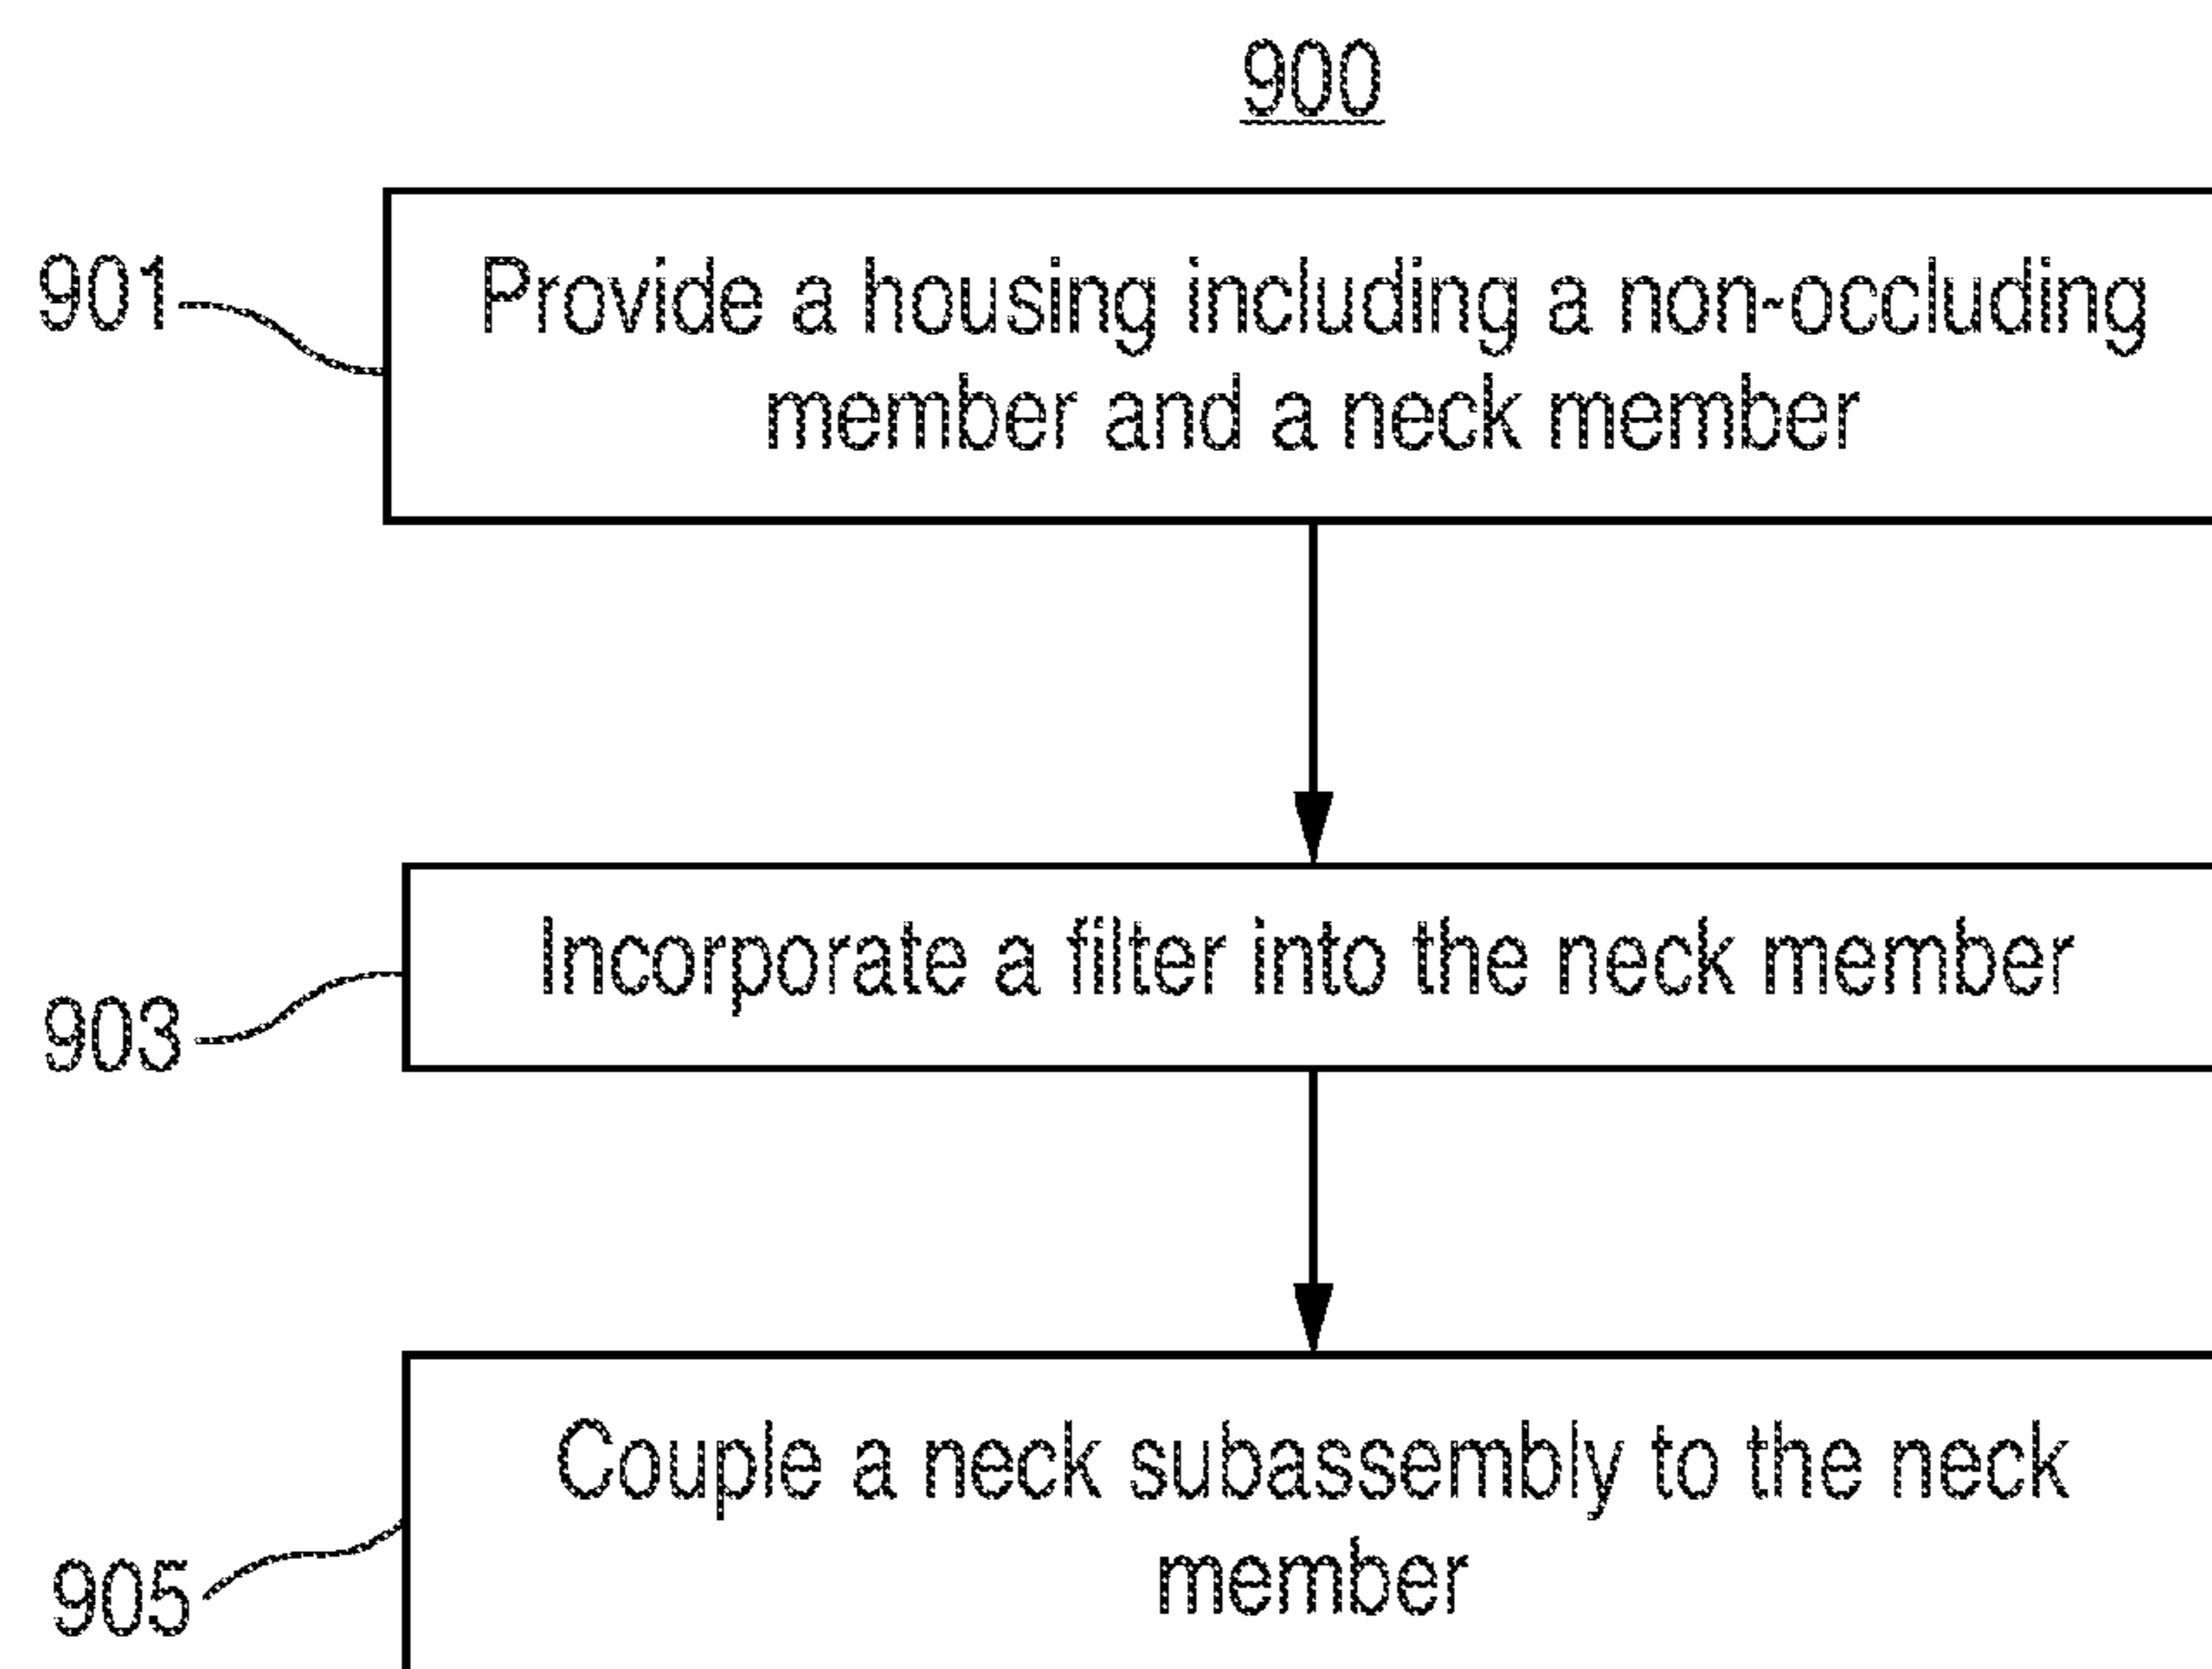 900
901
Provide a housing including a non-occluding
member and a neck member
903
Incorporate a filter into the neck member
905
Couple a neck subassembly to the neck
member